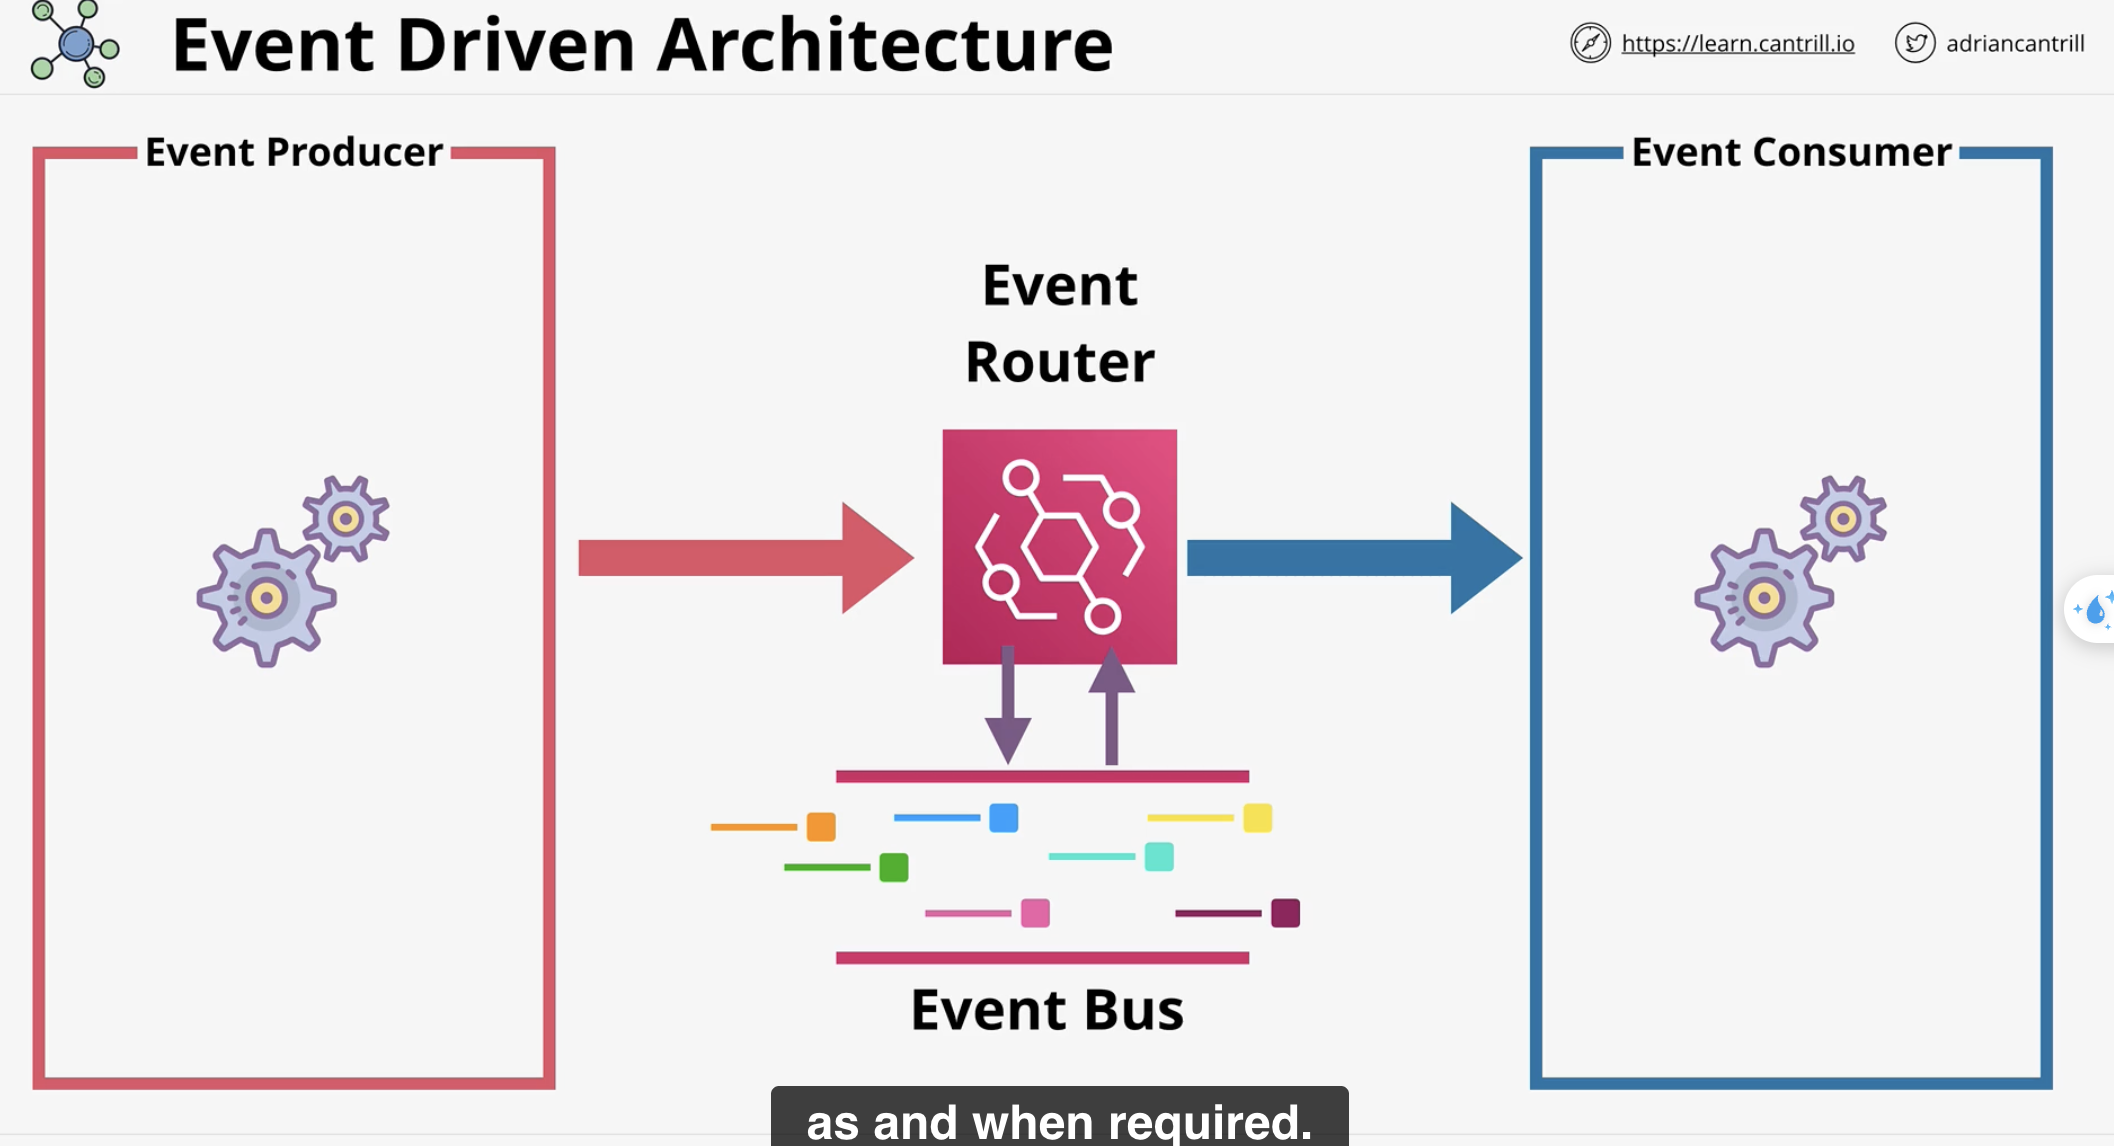 Event Driven Architecture
https://learn.cantrill.io
adriancantrill
Event Producer
Event Consumer
Event
Router
Event Bus
as and when required.